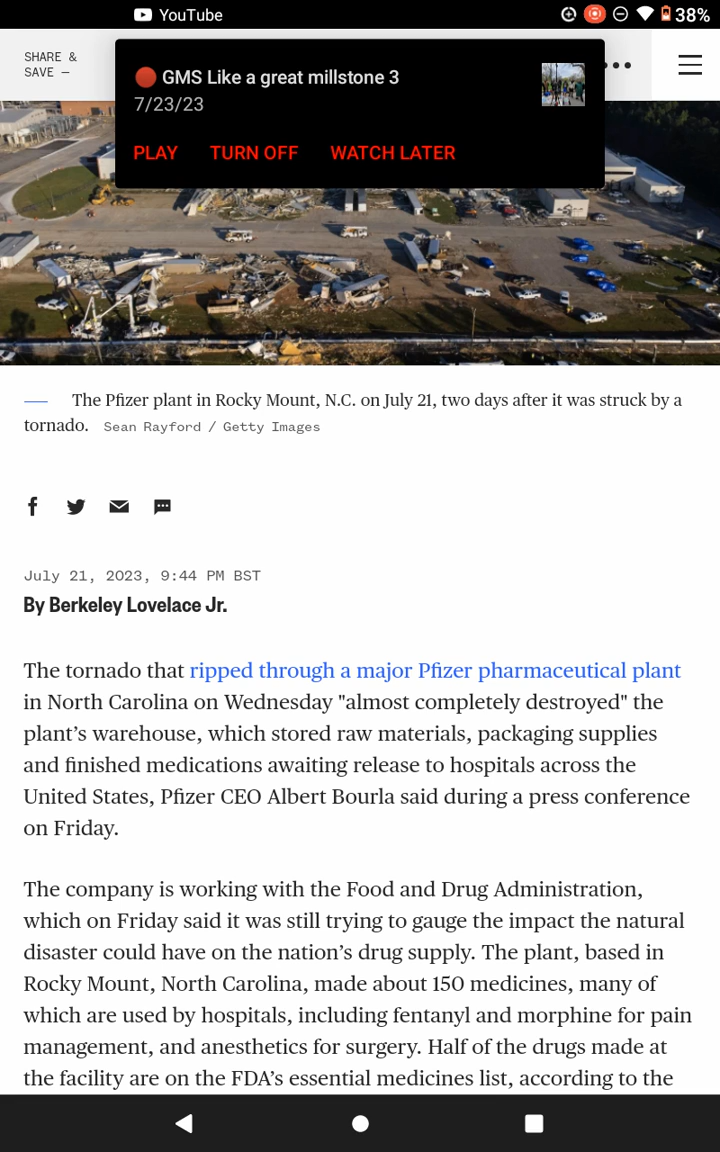 YouTube
38%
SHARE &
SAVE —
GMS Like a great millstone 3
7/23/23
PLAY TURN OFF WATCH LATER
The Pfizer plant in Rocky Mount, N.C. on July 21, two days after it was struck by a
tornado. Sean Rayford / Getty Images
July 21, 2023, 9:44 PM BST
By Berkeley Lovelace Jr.
The tornado that ripped through a major Pfizer pharmaceutical plant
in North Carolina on Wednesday "almost completely destroyed" the
plant’s warehouse, which stored raw materials, packaging supplies
and finished medications awaiting release to hospitals across the
United States, Pfizer CEO Albert Bourla said during a press conference
on Friday.
The company is working with the Food and Drug Administration,
which on Friday said it was still trying to gauge the impact the natural
disaster could have on the nation’s drug supply. The plant, based in
Rocky Mount, North Carolina, made about 150 medicines, many of
which are used by hospitals, including fentanyl and morphine for pain
management, and anesthetics for surgery. Half of the drugs made at
the facility are on the FDA’s essential medicines list, according to the